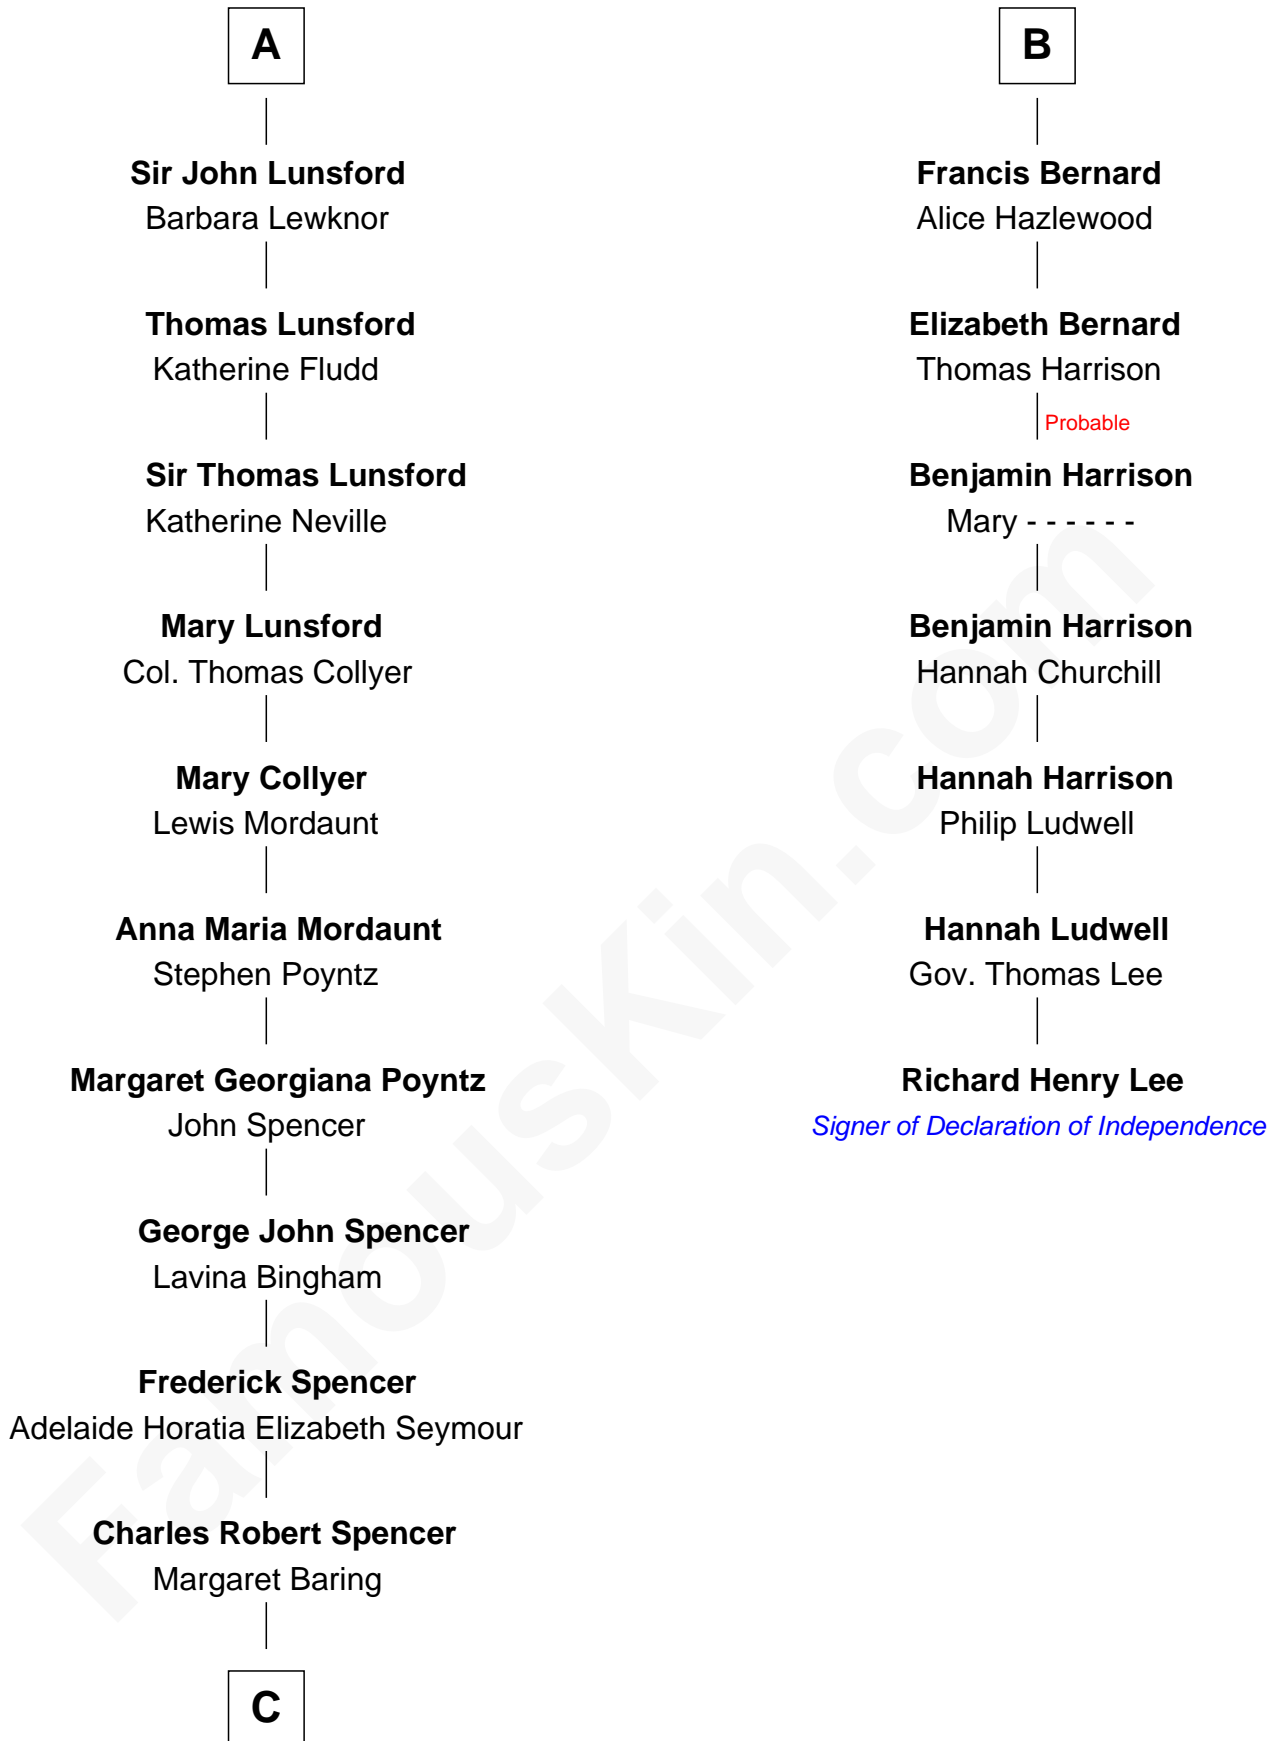 A
Sir John Lunsford
Barbara Lewknor
Thomas Lunsford
Katherine Fludd
Sir Thomas Lunsford
Katherine Neville
Mary Lunsford
Col. Thomas Collyer
Mary Collyer
Lewis Mordaunt
Anna Maria Mordaunt
Stephen Poyntz
Margaret Georgiana Poyntz
John Spencer
George John Spencer
Lavina Bingham
Frederick Spencer
Adelaide Horatia Elizabeth Seymour
Charles Robert Spencer
Margaret Baring
C
B
Francis Bernard
Alice Hazlewood
Elizabeth Bernard
Thomas Harrison
Probable
Benjamin Harrison
Mary - - - - - -
Benjamin Harrison
Hannah Churchill
Hannah Harrison
Philip Ludwell
Hannah Ludwell
Gov. Thomas Lee
Richard Henry Lee
Signer of Declaration of Independence
FamousKin.com